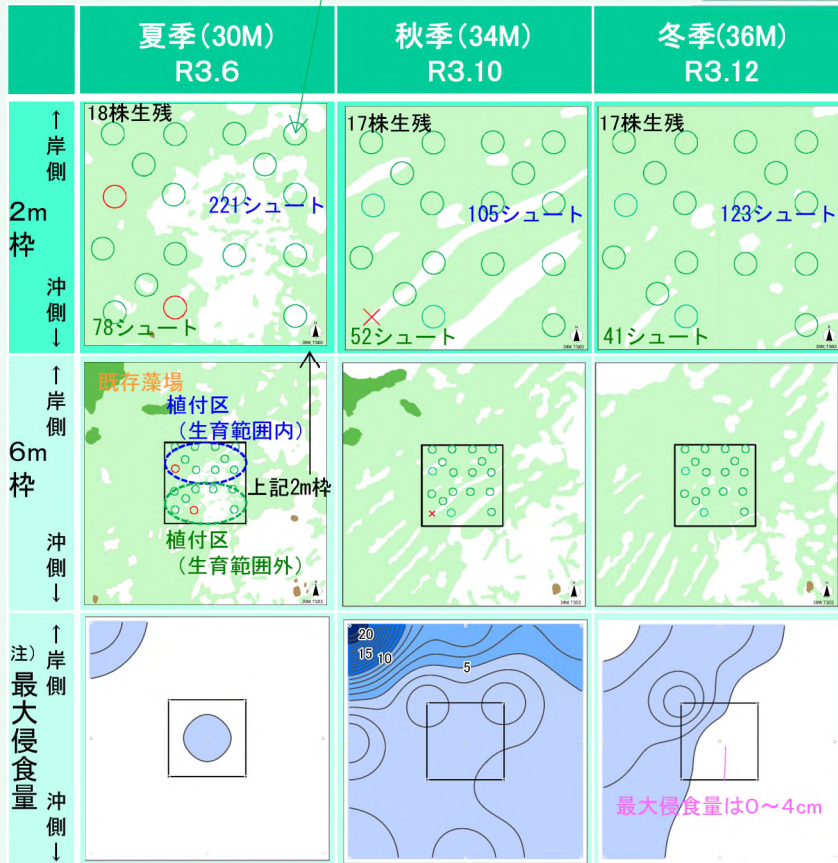 夏季(30M)
R3.6
秋季(34M)
R3.10
冬季(36M)
R3.12
↑
岸
側
2m
枠
沖
側
↓
18株生残
221シュート
78シュート
17株生残
105シュート
52シュート
17株生残
123シュート
41シュート
↑
岸
側
6m
枠
沖
側
↓
既存藻場
植付区
(生育範囲内)
上記2m枠
植付区
(生育範囲外)
↑
岸
側
注)
最
大
侵
食
量
沖
側
↓
20
15 10
5
最大侵食量は0～4cm